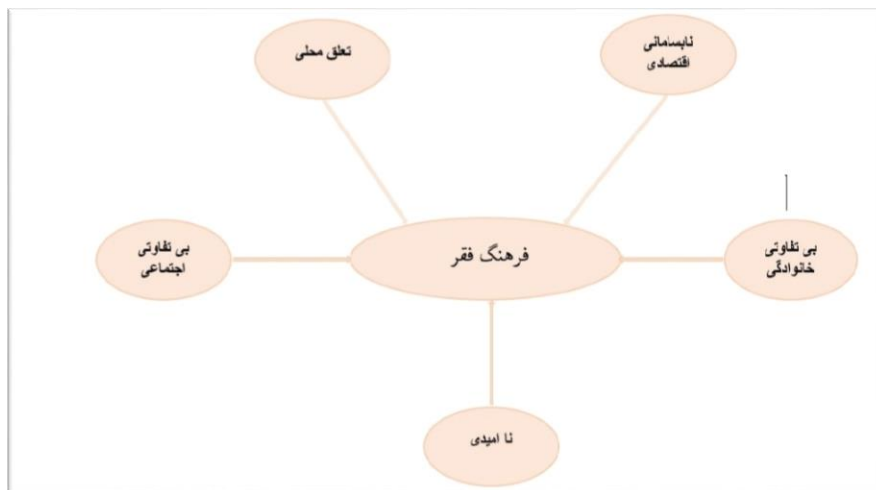 نابسامانی
اقتصادی
تعلق محلی
بی تفاوتی
خانوادگی
فرهنگ فقر
بی تفاوتی
اجتماعی
نا امیدی